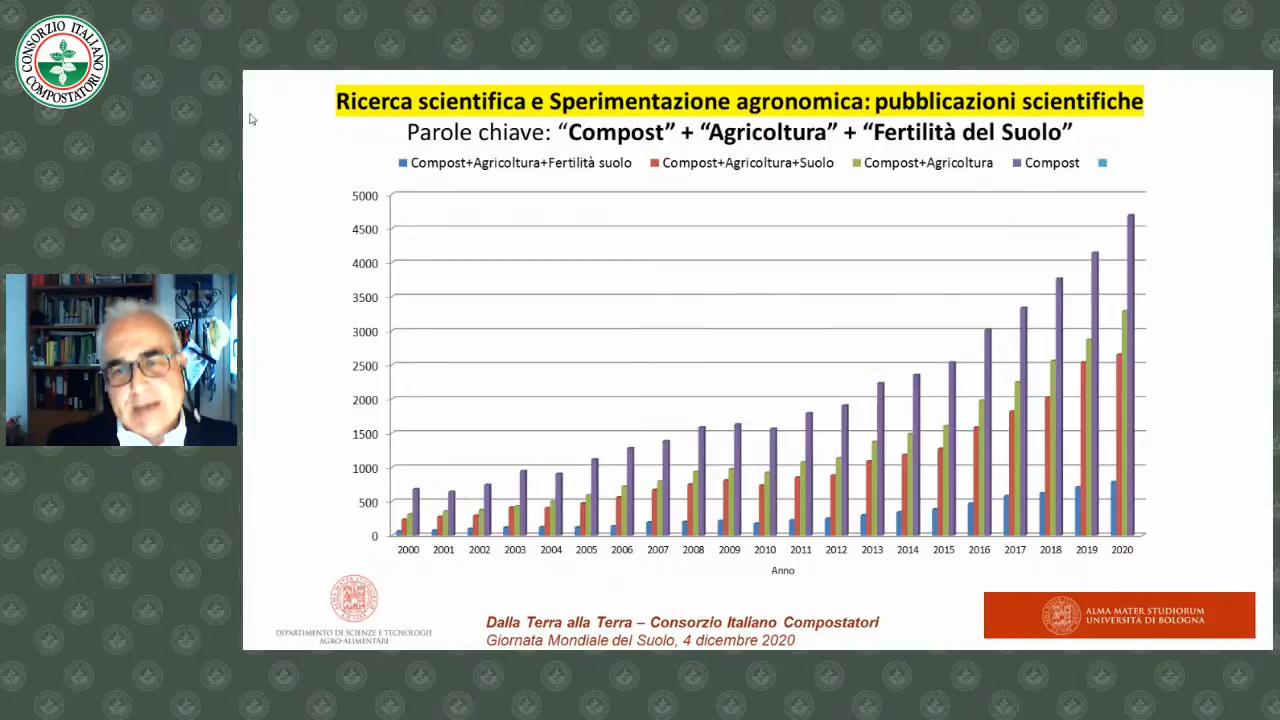 CONSORZIO ITALIANO COMPOSTATORI
Ricerca scientifica e Sperimentazione agronomica: pubblicazioni scientifiche
Parole chiave: “Compost” + “Agricoltura” + “Fertilità del Suolo”
Compost+Agricoltura+Fertilità suolo Compost+Agricoltura+Suolo Compost+Agricoltura Compost
5000
4500
4000
3500
3000
2500
2000
1500
1000
500
0
2000 2001 2002 2003 2004 2005 2006 2007 2008 2009 2010 2011 2012 2013 2014 2015 2016 2017 2018 2019 2020
Anno
DIPARTIMENTO DI SCIENZE E TECNOLOGIE
AGRO-ALIMENTARI
Dalla Terra alla Terra – Consorzio Italiano Compostatori
Giornata Mondiale del Suolo, 4 dicembre 2020
ALMA MATER STUDIORUM
UNIVERSITÀ DI BOLOGNA